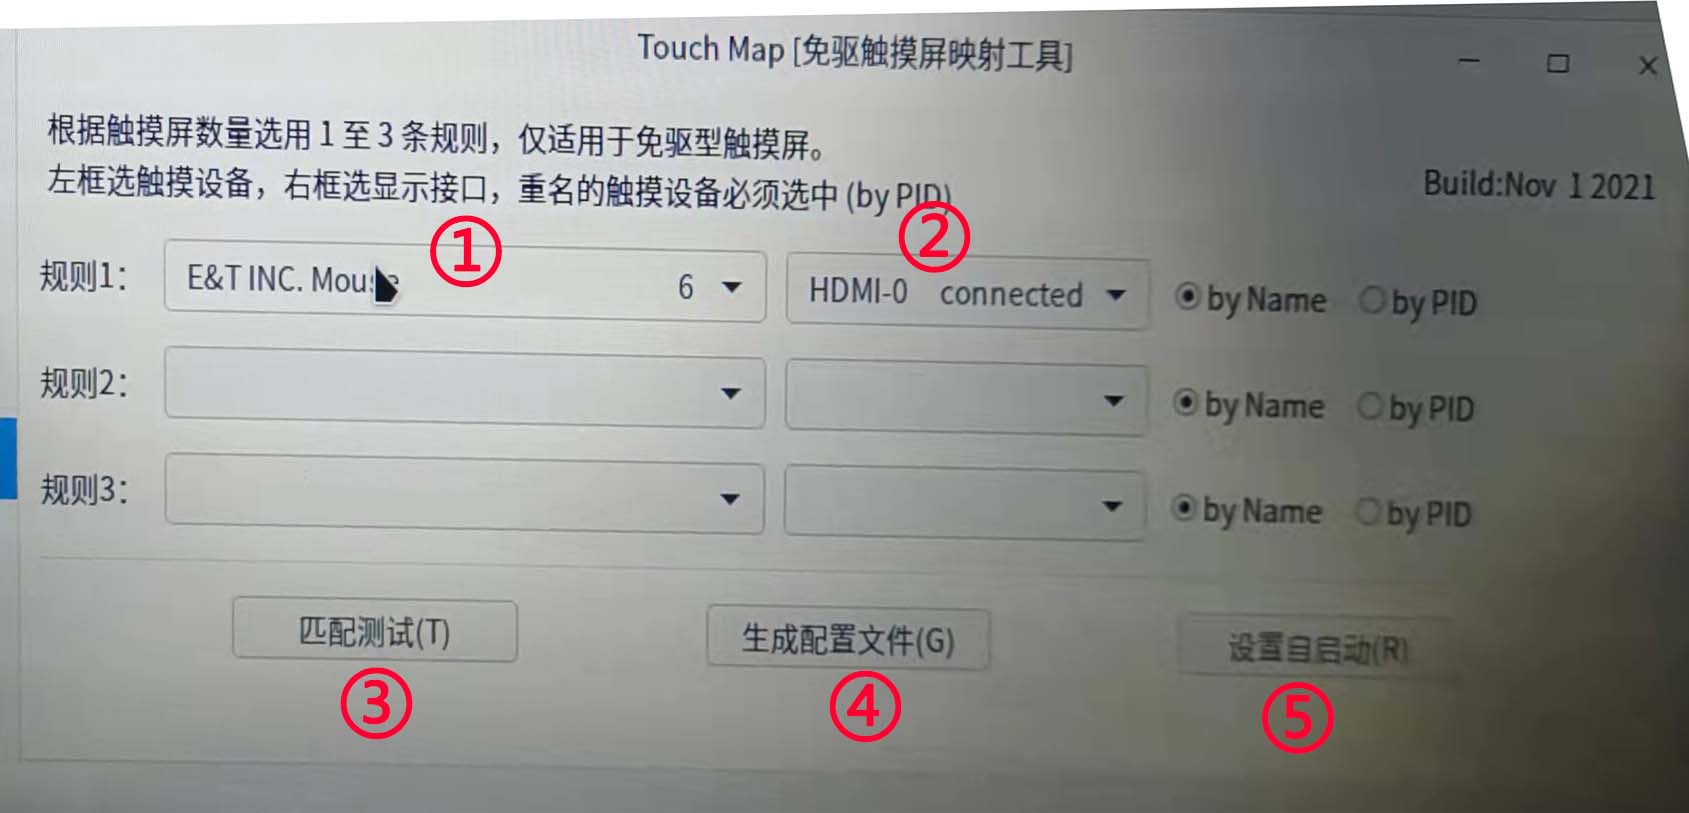 Touch Map [免驱触摸屏映射工具]
根据触摸屏数量选用 1 至 3 条规则，仅适用于免驱型触摸屏。
左框选触摸设备，右框选显示接口，重名的触摸设备必须选中 (by PID)
Build:Nov 1 2021
① ②
规则1： E&T INC. Mouse 6 HDMI-0 connected by Name by PID
规则2： by Name by PID
规则3： by Name by PID
匹配测试(T) 生成配置文件(G) 设置自启动(R)
③ ④ ⑤